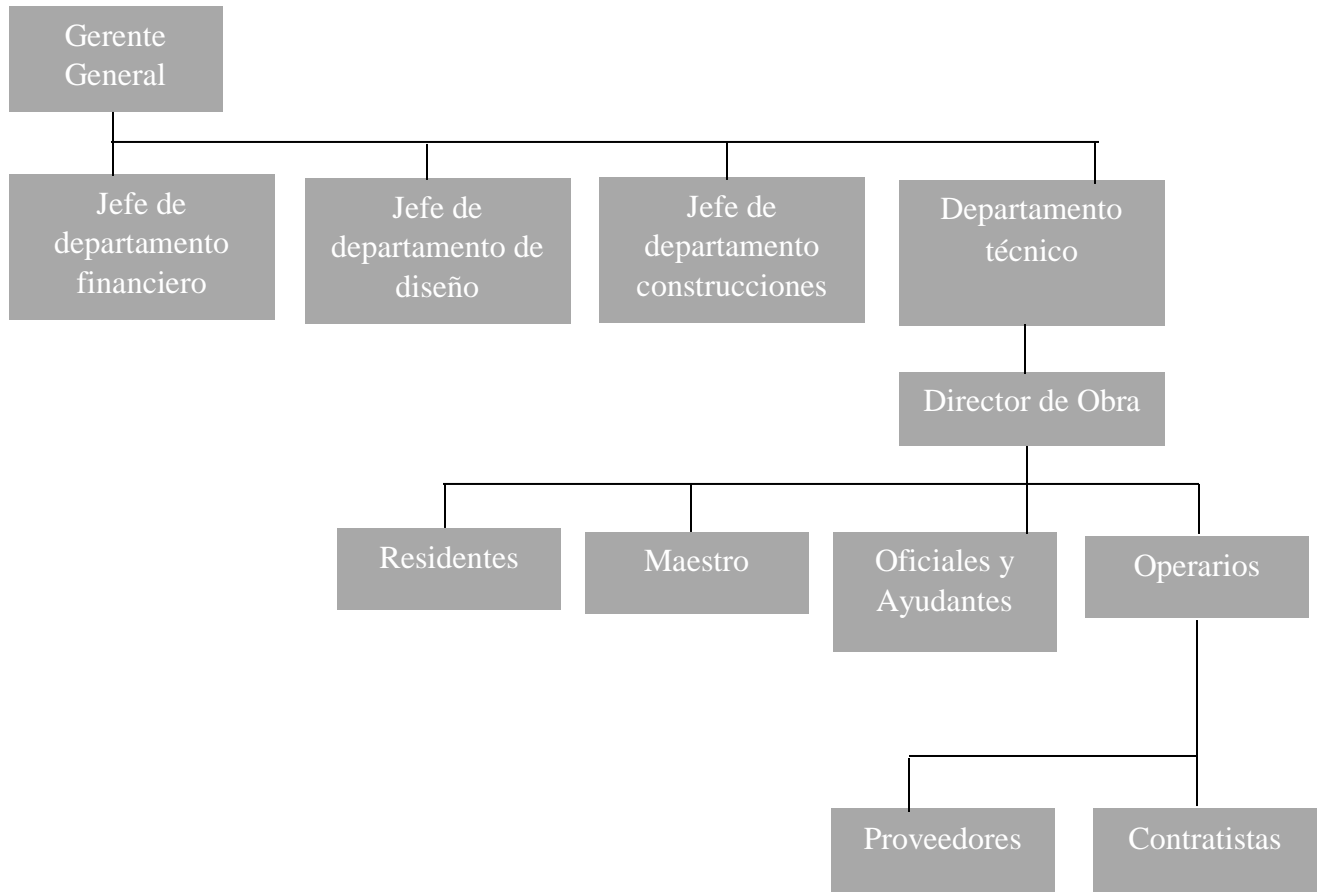 Gerente
General
Jefe de
departamento
financiero
Jefe de
departamento de
diseño
Jefe de
departamento
construcciones
Departamento
técnico
Director de Obra
Residentes
Maestro
Oficiales y
Ayudantes
Operarios
Proveedores
Contratistas